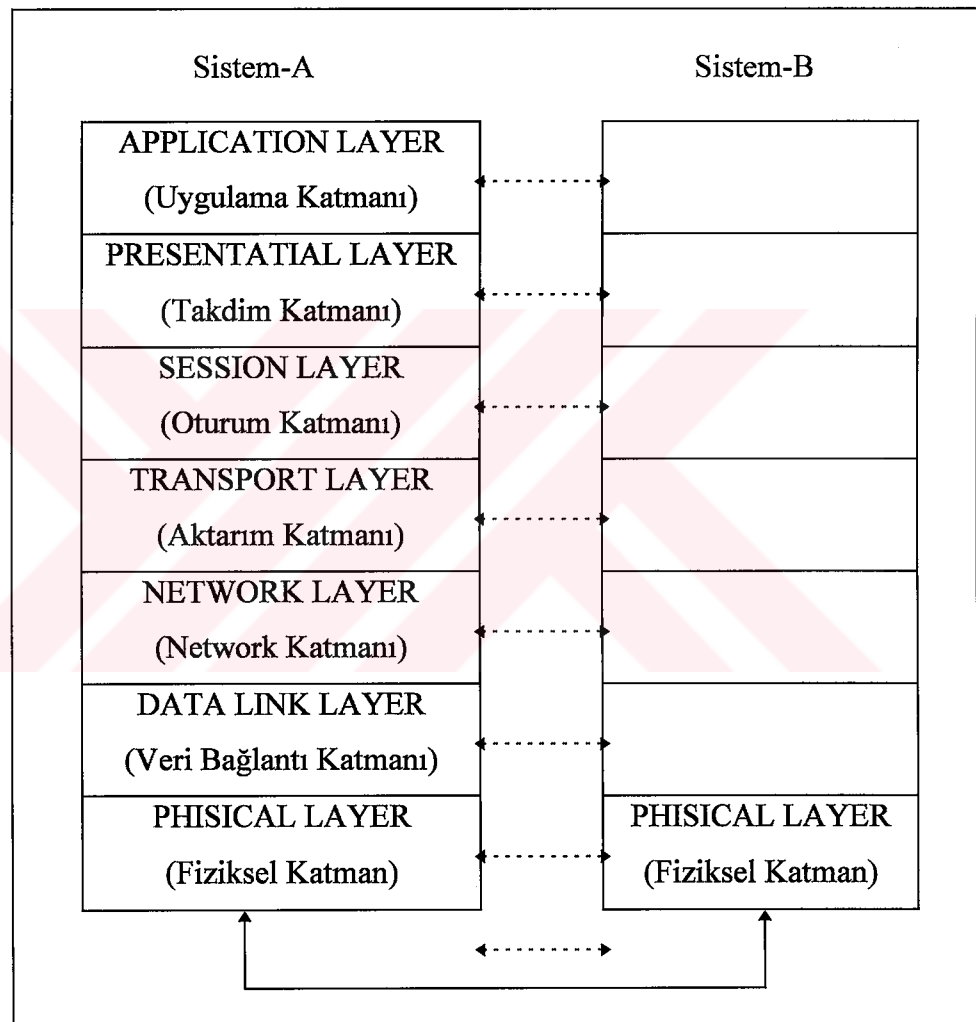 Sistem-A
Sistem-B
APPLICATION LAYER
(Uygulama Katmanı)
PRESENTATIAL LAYER
(Takdim Katmanı)
SESSION LAYER
(Oturum Katmanı)
TRANSPORT LAYER
(Aktarım Katmanı)
NETWORK LAYER
(Network Katmanı)
DATA LINK LAYER
(Veri Bağlantı Katmanı)
PHISICAL LAYER
(Fiziksel Katman)
PHISICAL LAYER
(Fiziksel Katman)